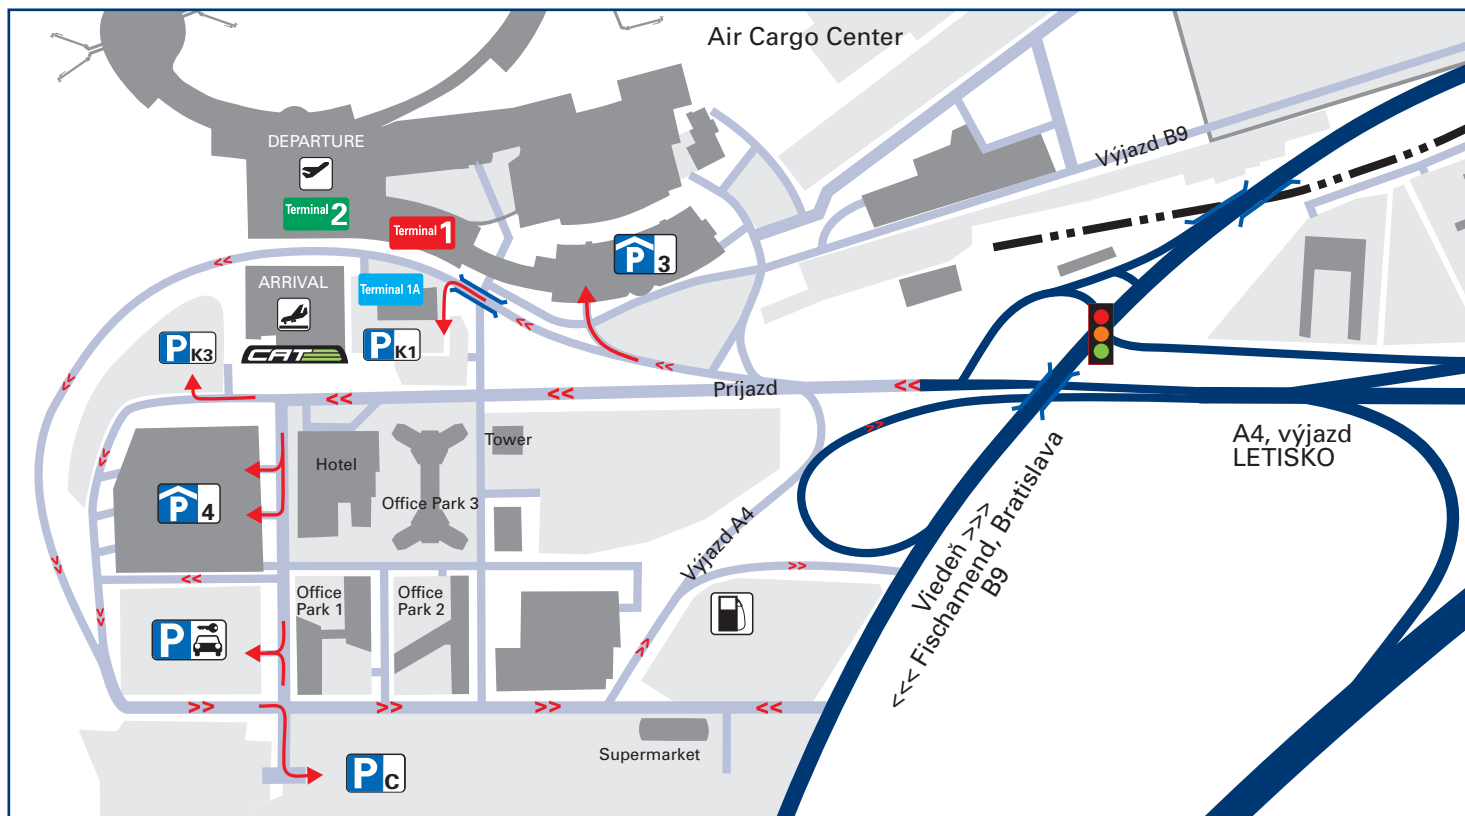 Air Cargo Center
DEPARTURE
Výjazd B9
Terminal 2
Terminal 1
P 3
ARRIVAL
Terminal 1A
P K3
CAT
P K1
<<
<<
<<
<<
<<
Príjazd
<<
<<
<<
<<
>>
Tower
Hotel
A4, výjazd
LETISKO
<<
Office Park 3
P 4
Výjazd A4
Viedeň >>>
<<< Fischamend, Bratislava
B9
<<
<<
>>
Office
Park 1
Office
Park 2
<<
P
>>
>>
>>
>>
<<
Supermarket
P C